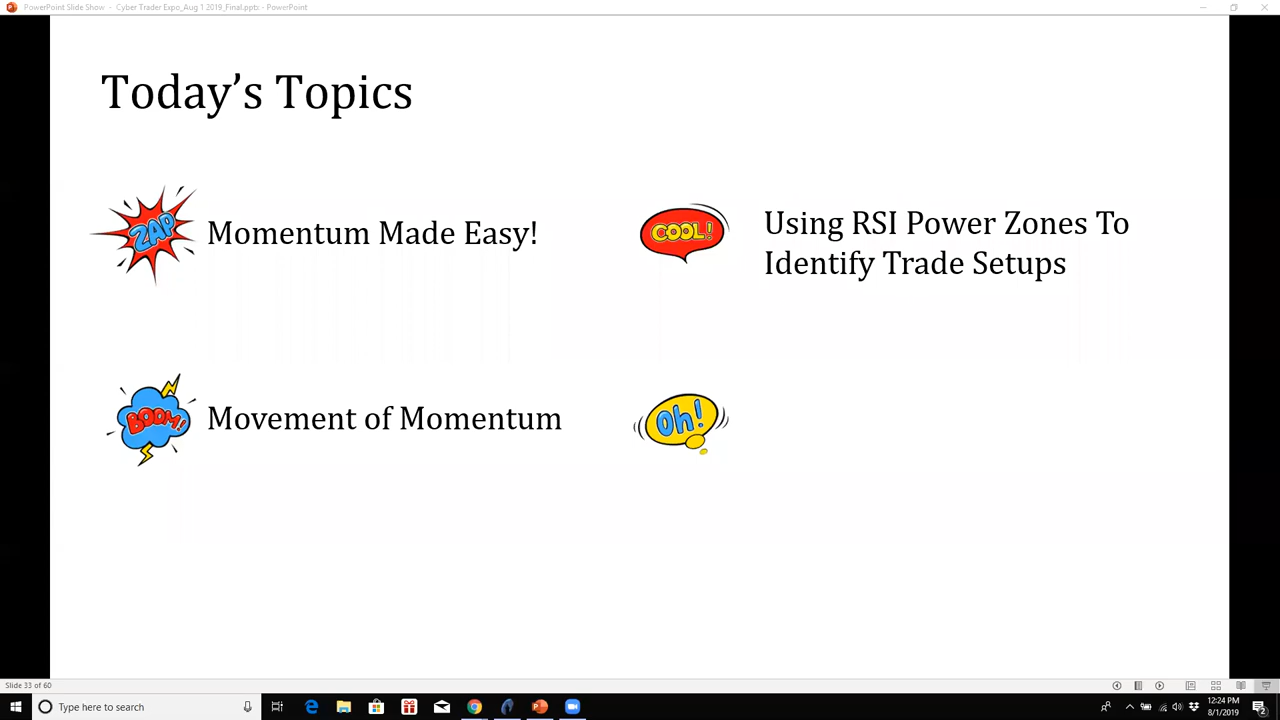 PowerPoint Slide Show - Cyber Trader Expo_Aug 1 2019_Final.pptx - PowerPoint
Today's Topics
ZAP
Momentum Made Easy!
COOL!
Using RSI Power Zones To
Identify Trade Setups
BOOM!
Movement of Momentum
Oh!
Slide 33 of 60
Type here to search
12:24 PM
8/1/2019
2